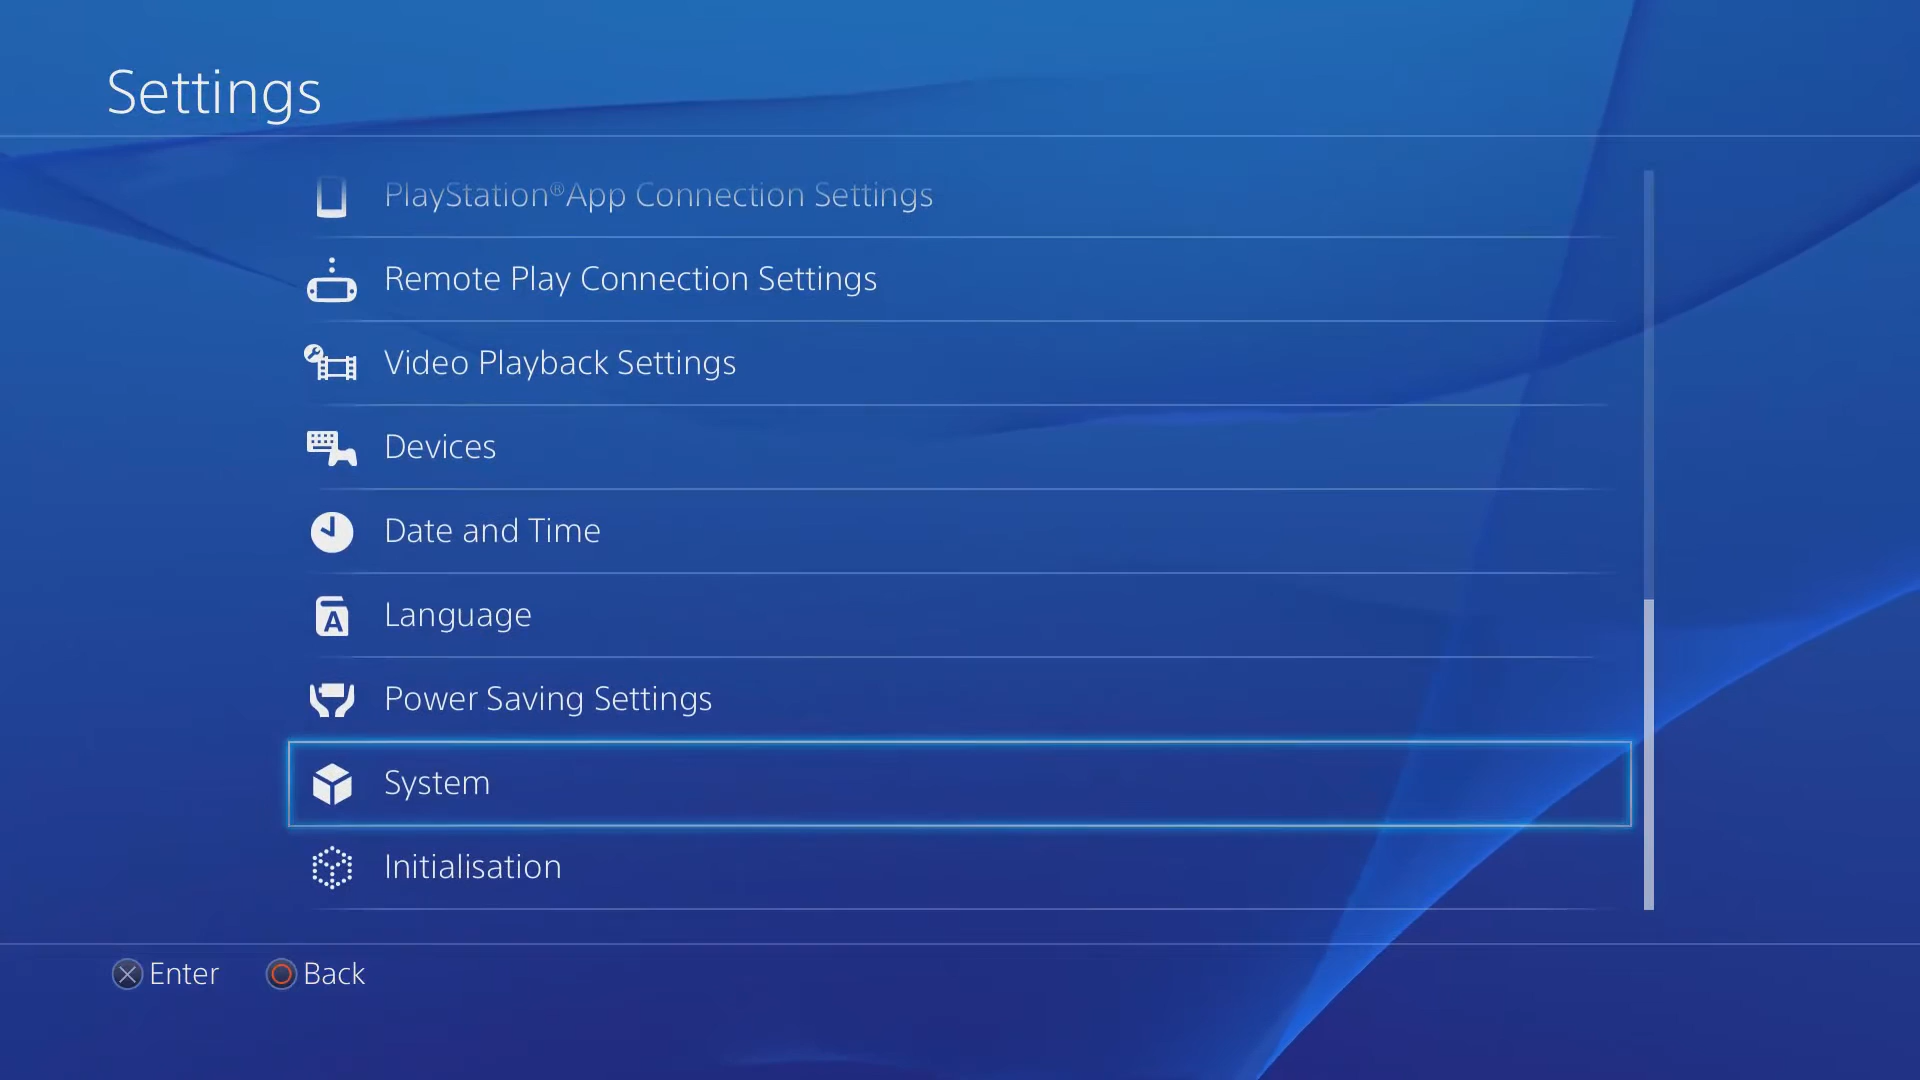 Settings
PlayStation®App Connection Settings
Remote Play Connection Settings
Video Playback Settings
Devices
Date and Time
Language
Power Saving Settings
System
Initialisation
Enter Back